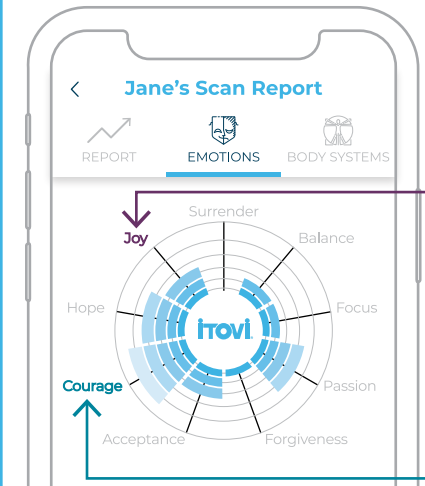 Jane's Scan Report
REPORT
EMOTIONS
BODY SYSTEMS
Surrender
Joy
Balance
Hope
Focus
iTOVi
Courage
Passion
Acceptance
Forgiveness